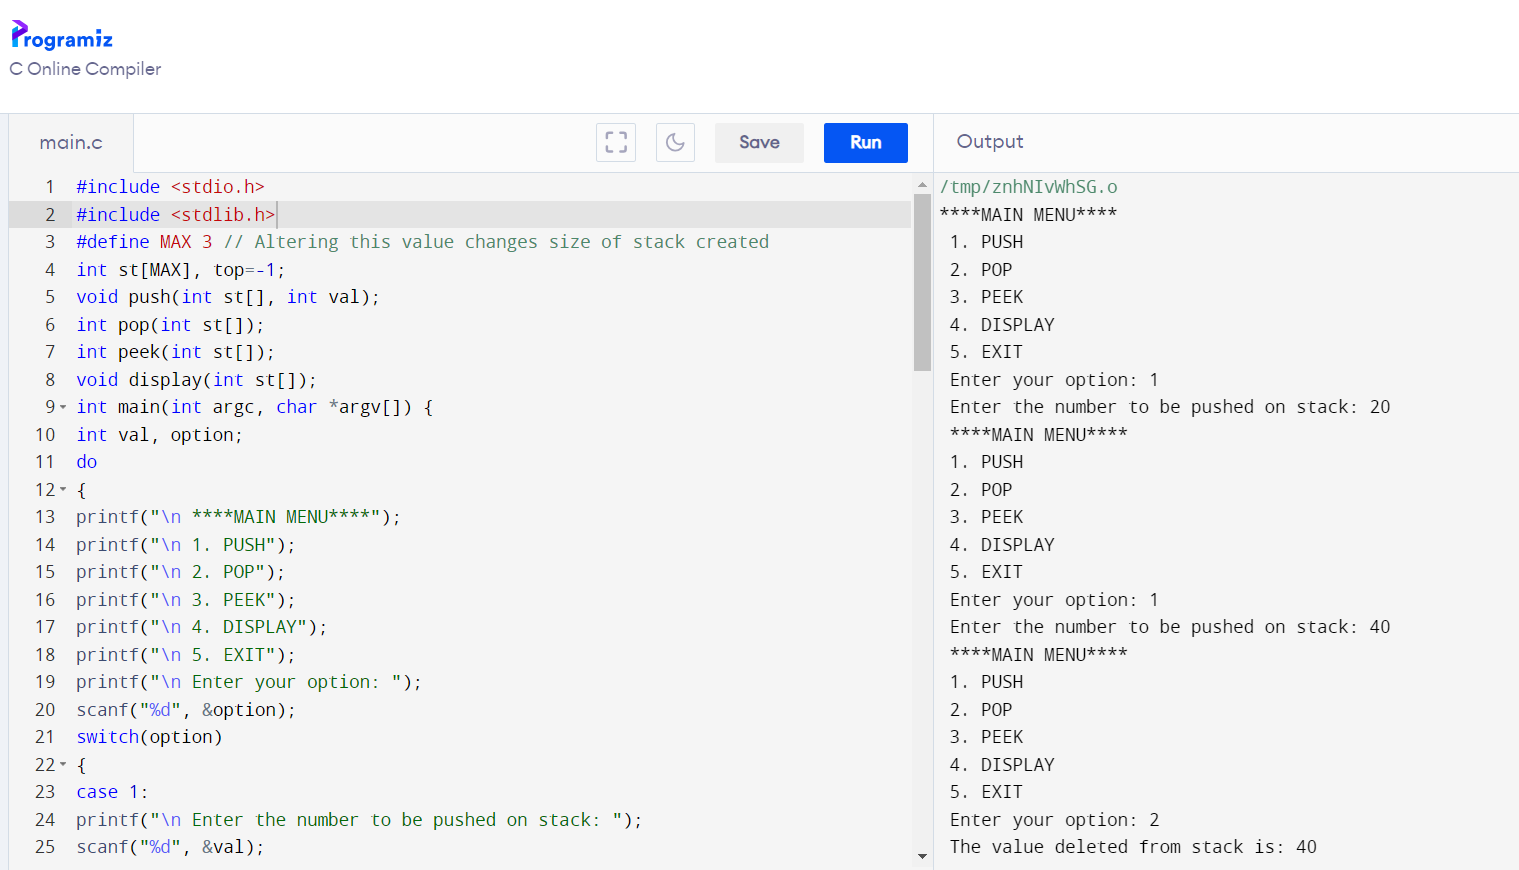 Programiz
C Online Compiler
main.c
Save
Run
Output
1 #include <stdio.h>
2 #include <stdlib.h>
3 #define MAX 3 // Altering this value changes size of stack created
4 int st[MAX], top=-1;
5 void push(int st[], int val);
6 int pop(int st[]);
7 int peek(int st[]);
8 void display(int st[]);
9 int main(int argc, char *argv[]) {
10 int val, option;
11 do
12 {
13 printf("\n ****MAIN MENU****");
14 printf("\n 1. PUSH");
15 printf("\n 2. POP");
16 printf("\n 3. PEEK");
17 printf("\n 4. DISPLAY");
18 printf("\n 5. EXIT");
19 printf("\n Enter your option: ");
20 scanf("%d", &option);
21 switch(option)
22 {
23 case 1:
24 printf("\n Enter the number to be pushed on stack: ");
25 scanf("%d", &val);
/tmp/znhNIvWhSG.o
****MAIN MENU****
1. PUSH
2. POP
3. PEEK
4. DISPLAY
5. EXIT
Enter your option: 1
Enter the number to be pushed on stack: 20
****MAIN MENU****
1. PUSH
2. POP
3. PEEK
4. DISPLAY
5. EXIT
Enter your option: 1
Enter the number to be pushed on stack: 40
****MAIN MENU****
1. PUSH
2. POP
3. PEEK
4. DISPLAY
5. EXIT
Enter your option: 2
The value deleted from stack is: 40